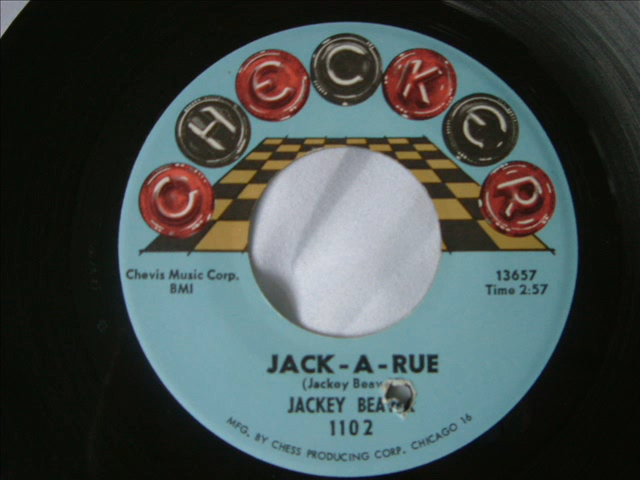 CHECKER
Chevis Music Corp.
BMI
13657
Time 2:57
JACK-A-RUE
(Jackey
JACKEY
1102
MFG. BY CHESS PRODUCING CORP. CHICAGO 16